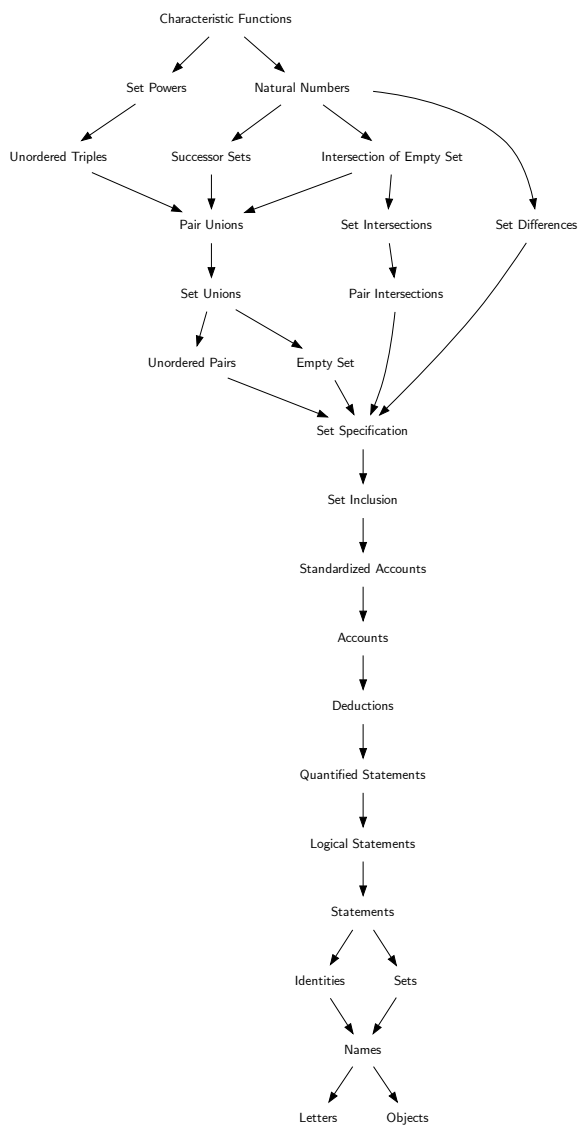 Characteristic Functions
Set Powers
Natural Numbers
Unordered Triples
Successor Sets
Intersection of Empty Set
Pair Unions
Set Intersections
Set Differences
Set Unions
Pair Intersections
Unordered Pairs
Empty Set
Set Specification
Set Inclusion
Standardized Accounts
Accounts
Deductions
Quantified Statements
Logical Statements
Statements
Identities
Sets
Names
Letters
Objects